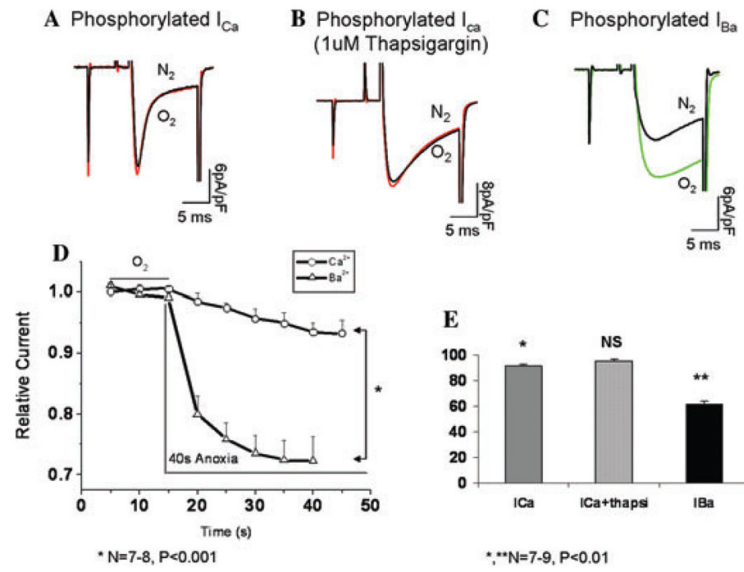 A Phosphorylated I_Ca
N₂
O₂
6pA/pF
5 ms
B Phosphorylated I_ca
(1uM Thapsigargin)
N₂
O₂
8pA/pF
5 ms
C Phosphorylated I_Ba
N₂
O₂
6pA/pF
5 ms
D
O₂
Ca²⁺
Ba²⁺
Relative Current
1.0
0.9
0.8
0.7
*
40s Anoxia
0 10 20 30 40 50
Time (s)
* N=7-8, P<0.001
E
100
80
60
40
20
0
*
NS
**
ICa ICa+thapsi IBa
*,**N=7-9, P<0.01